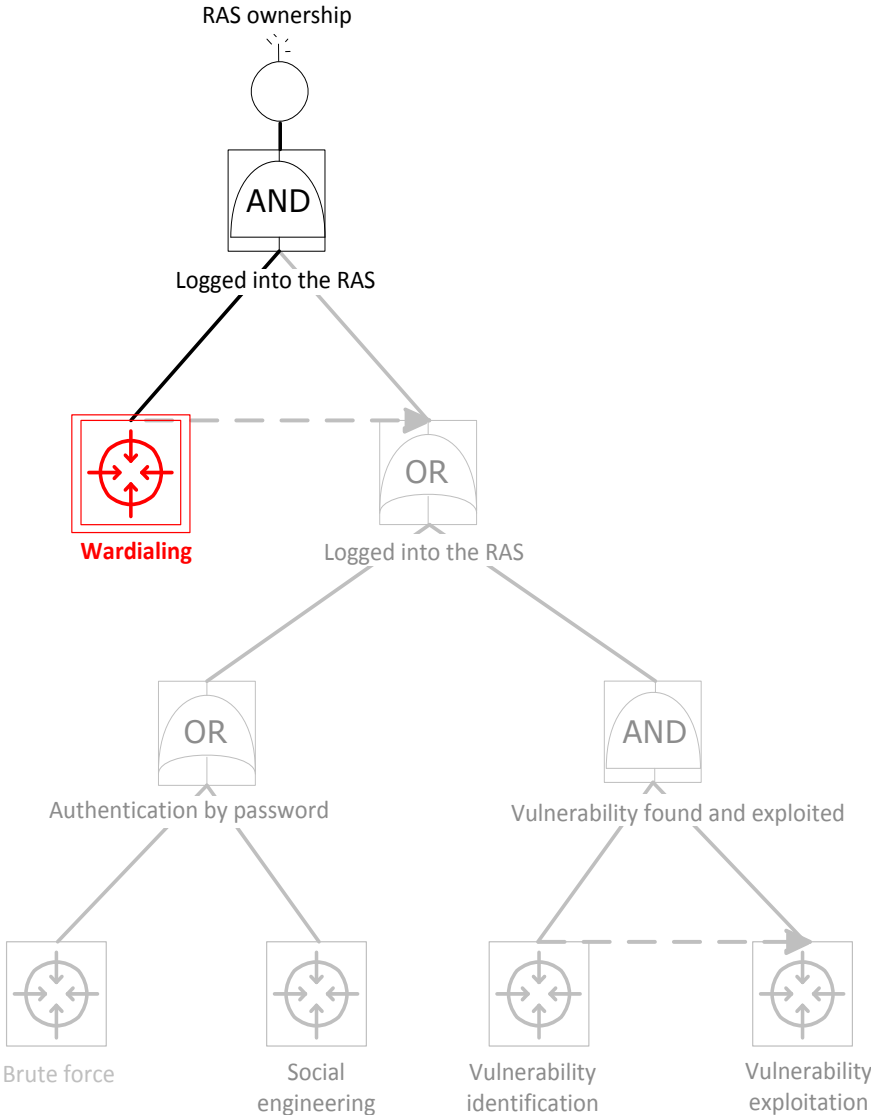 RAS ownership
AND
Logged into the RAS
OR
Wardialing
Logged into the RAS
OR
AND
Authentication by password
Vulnerability found and exploited
Brute force
Social
engineering
Vulnerability
identification
Vulnerability
exploitation